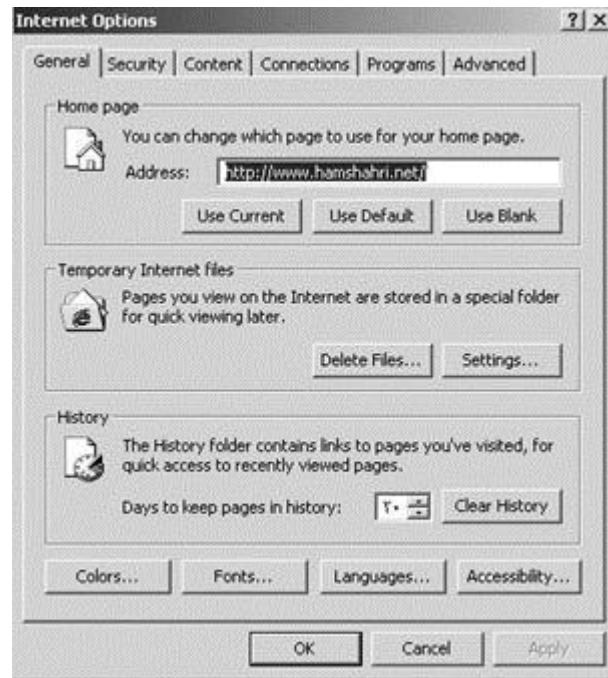 Internet Options
General Security Content Connections Programs Advanced
Home page
You can change which page to use for your home page.
Address: http://www.hamshahri.net/
Use Current Use Default Use Blank
Temporary Internet files
Pages you view on the Internet are stored in a special folder
for quick viewing later.
Delete Files... Settings...
History
The History folder contains links to pages you've visited, for
quick access to recently viewed pages.
Days to keep pages in history: ۲۰ Clear History
Colors... Fonts... Languages... Accessibility...
OK Cancel Apply